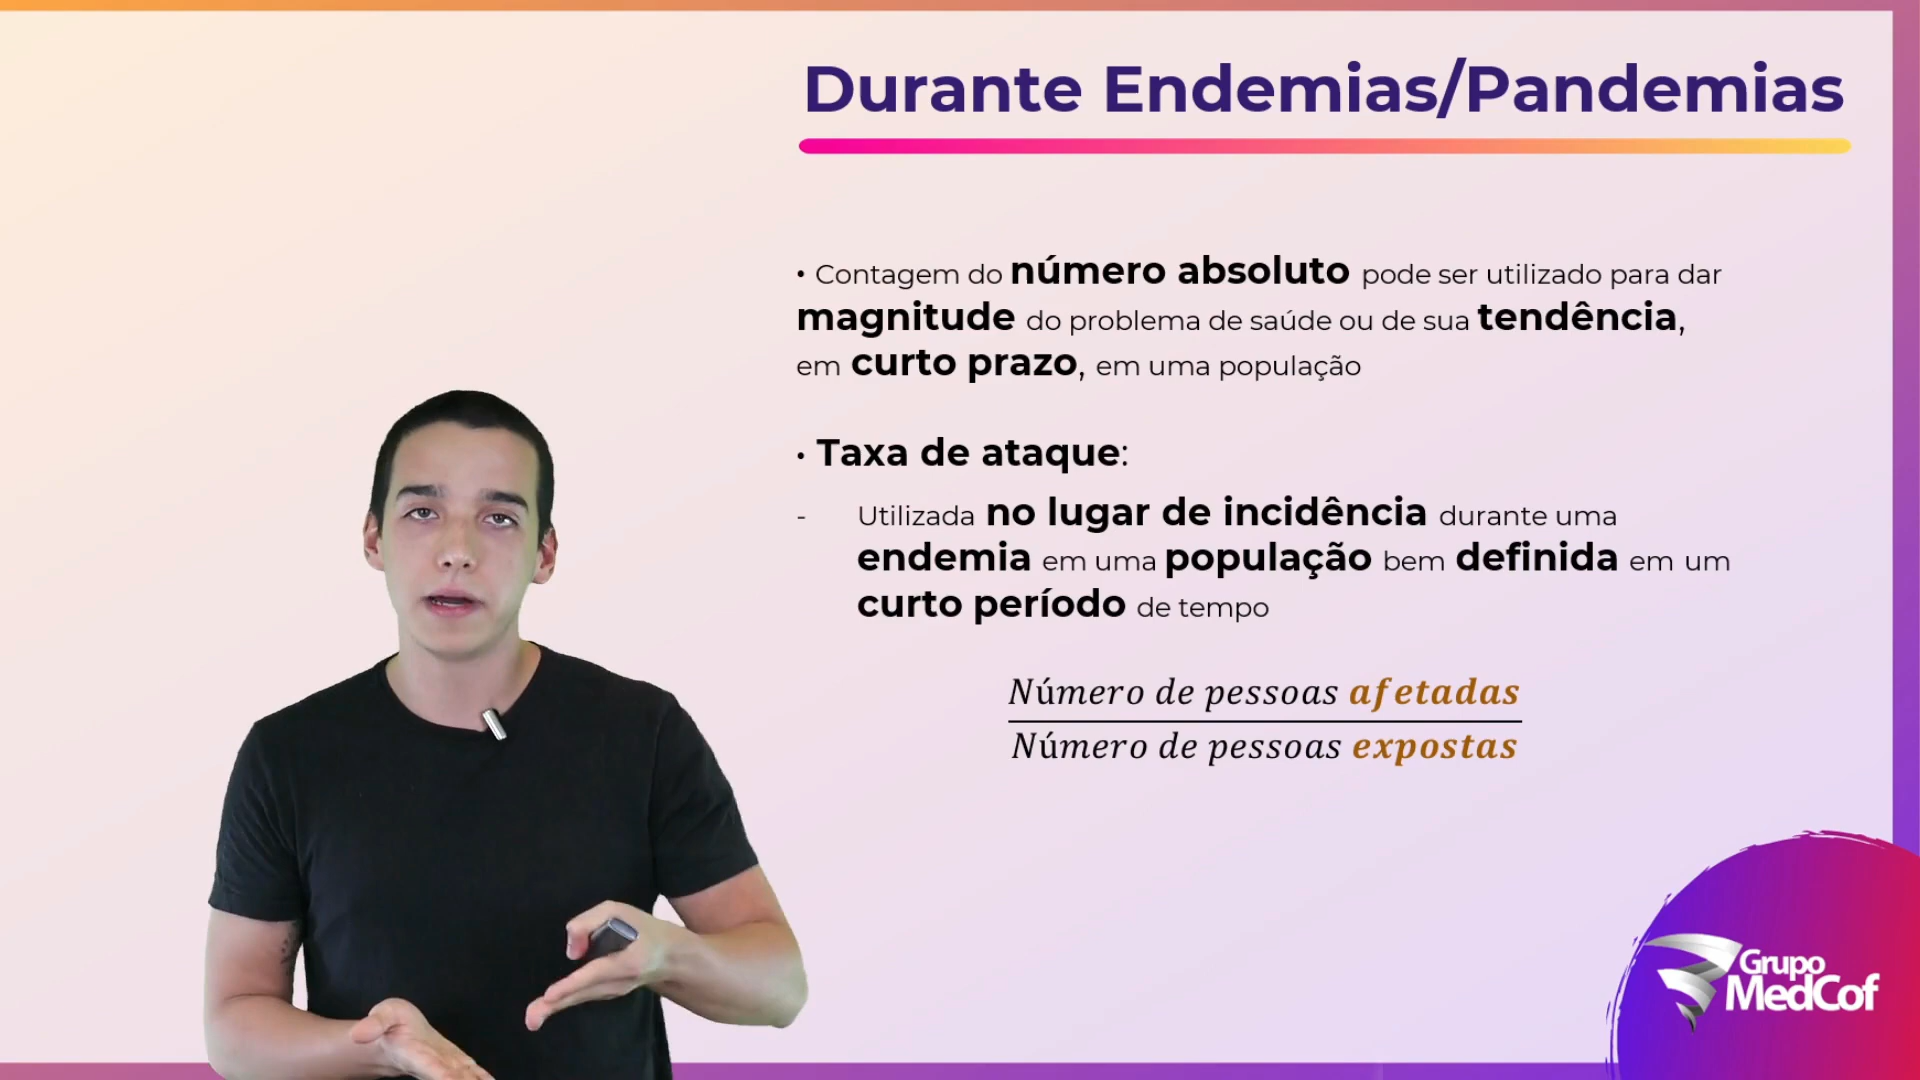 Durante Endemias/Pandemias
• Contagem do número absoluto pode ser utilizado para dar
magnitude do problema de saúde ou de sua tendência,
em curto prazo, em uma população
• Taxa de ataque:
- Utilizada no lugar de incidência durante uma
endemia em uma população bem definida em um
curto período de tempo
Número de pessoas afetadas
Número de pessoas expostas
Grupo
MedCof